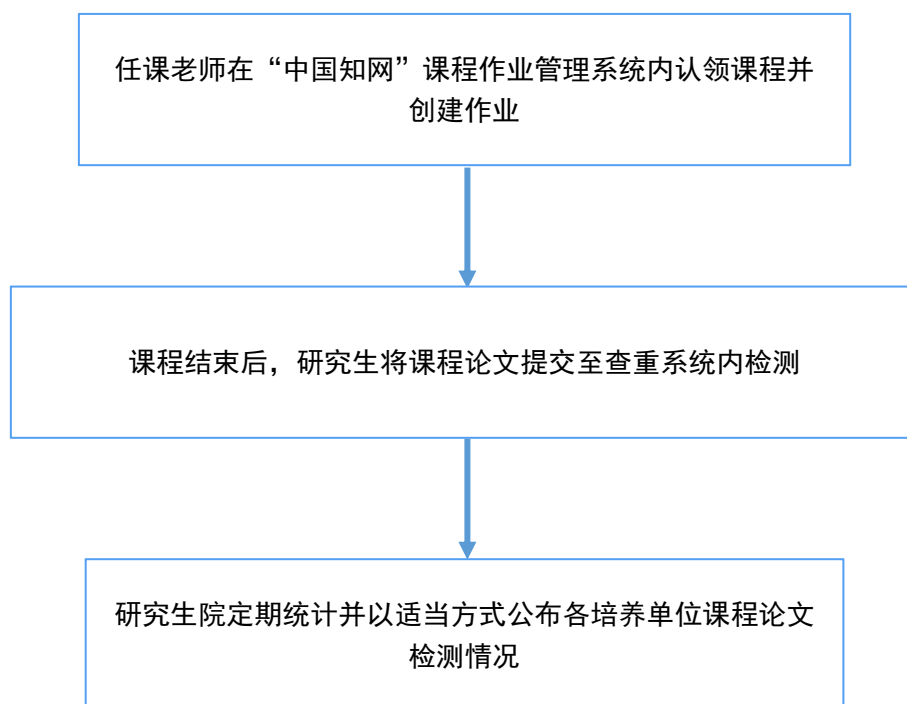 任课老师在“中国知网”课程作业管理系统内认领课程并
创建作业
课程结束后，研究生将课程论文提交至查重系统内检测
研究生院定期统计并以适当方式公布各培养单位课程论文
检测情况